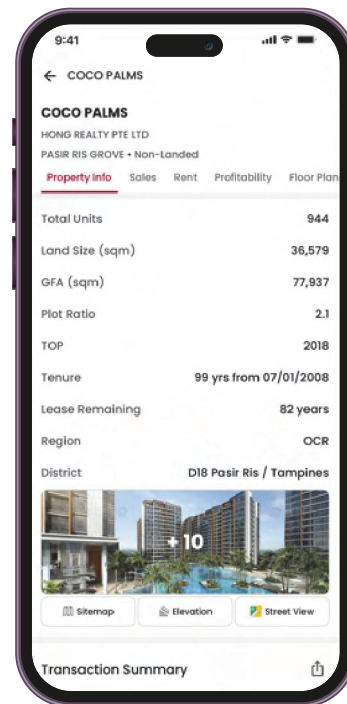 9:41
COCO PALMS
COCO PALMS
HONG REALTY PTE LTD
PASIR RIS GROVE • Non-Landed
Property Info Sales Rent Profitability Floor Plan
Total Units 944
Land Size (sqm) 36,579
GFA (sqm) 77,937
Plot Ratio 2.1
TOP 2018
Tenure 99 yrs from 07/01/2008
Lease Remaining 82 years
Region OCR
District D18 Pasir Ris / Tampines
+ 10
Sitemap Elevation Street View
Transaction Summary